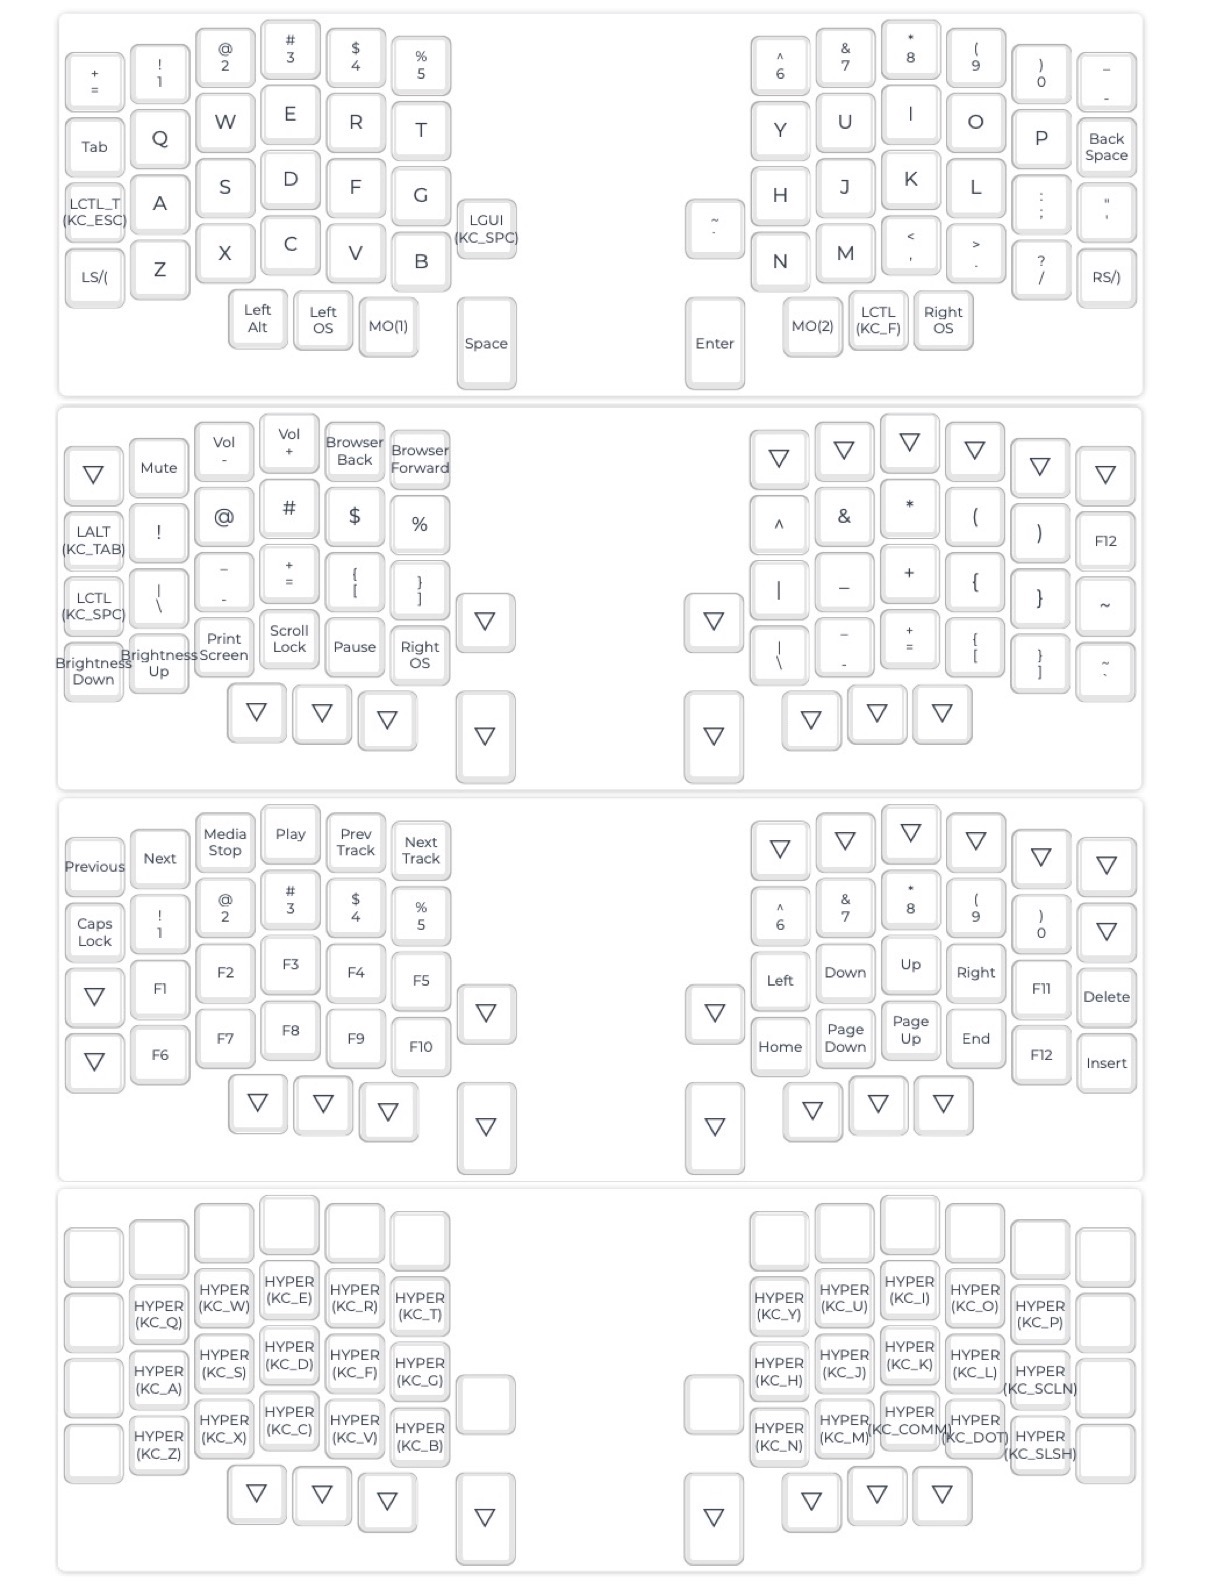 + ! @ # $ % ^ & * ( ) _
= 1 2 3 4 5 6 7 8 9 0 -
Tab Q W E R T Y U I O P Back Space
LCTL_T (KC_ESC) A S D F G LGUI (KC_SPC) ~ ` H J K L : ; " '
LS/( Z X C V B N M < , > . ? / RS/)
Left Alt Left OS MO(1) Space Enter MO(2) LCTL (KC_F) Right OS
▽ Mute Vol - Vol + Browser Back Browser Forward ▽ ▽ ▽ ▽ ▽ ▽
LALT (KC_TAB) ! @ # $ % ^ & * ( ) F12
LCTL (KC_SPC) | \ _ - + = { [ } ] ▽ ▽ | _ + { } ~
Brightness Down Brightness Up Print Screen Scroll Lock Pause Right OS | \ _ - + = { [ } ] ~ `
▽ ▽ ▽ ▽ ▽ ▽ ▽ ▽
Previous Next Media Stop Play Prev Track Next Track ▽ ▽ ▽ ▽ ▽ ▽
Caps Lock ! 1 @ 2 # 3 $ 4 % 5 ^ 6 & 7 * 8 ( 9 ) 0 ▽
▽ F1 F2 F3 F4 F5 ▽ ▽ Left Down Up Right F11 Delete
▽ F6 F7 F8 F9 F10 Home Page Down Page Up End F12 Insert
▽ ▽ ▽ ▽ ▽ ▽ ▽ ▽
HYPER (KC_Q) HYPER (KC_W) HYPER (KC_E) HYPER (KC_R) HYPER (KC_T) HYPER (KC_Y) HYPER (KC_U) HYPER (KC_I) HYPER (KC_O) HYPER (KC_P)
HYPER (KC_A) HYPER (KC_S) HYPER (KC_D) HYPER (KC_F) HYPER (KC_G) HYPER (KC_H) HYPER (KC_J) HYPER (KC_K) HYPER (KC_L) HYPER (KC_SCLN)
HYPER (KC_Z) HYPER (KC_X) HYPER (KC_C) HYPER (KC_V) HYPER (KC_B) HYPER (KC_N) HYPER (KC_M) HYPER (KC_COMM) HYPER (KC_DOT) HYPER (KC_SLSH)
▽ ▽ ▽ ▽ ▽ ▽ ▽ ▽